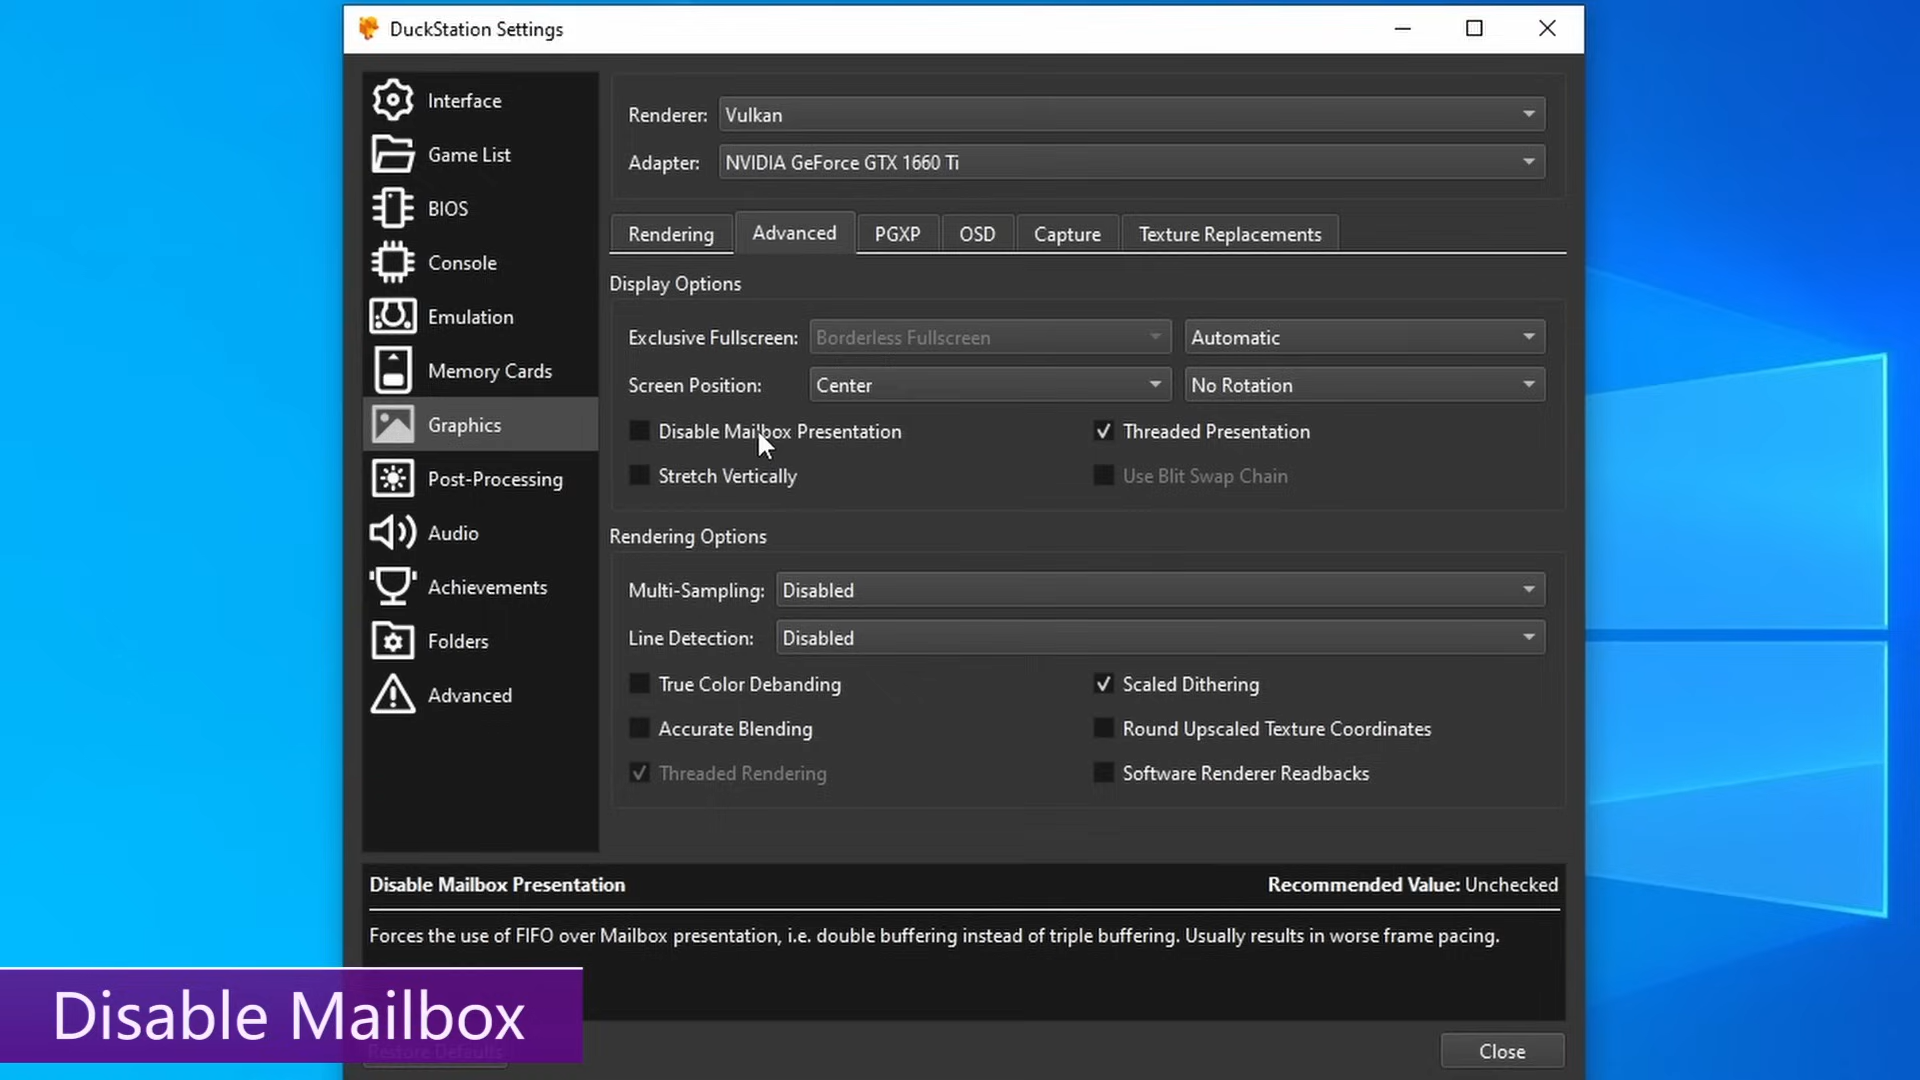 DuckStation Settings
Interface
Game List
BIOS
Console
Emulation
Memory Cards
Graphics
Post-Processing
Audio
Achievements
Folders
Advanced
Renderer: Vulkan
Adapter: NVIDIA GeForce GTX 1660 Ti
Rendering Advanced PGXP OSD Capture Texture Replacements
Display Options
Exclusive Fullscreen: Borderless Fullscreen Automatic
Screen Position: Center No Rotation
Disable Mailbox Presentation Threaded Presentation
Stretch Vertically Use Blit Swap Chain
Rendering Options
Multi-Sampling: Disabled
Line Detection: Disabled
True Color Debanding Scaled Dithering
Accurate Blending Round Upscaled Texture Coordinates
Threaded Rendering Software Renderer Readbacks
Disable Mailbox Presentation Recommended Value: Unchecked
Forces the use of FIFO over Mailbox presentation, i.e. double buffering instead of triple buffering. Usually results in worse frame pacing.
Disable Mailbox
Restore Defaults Close